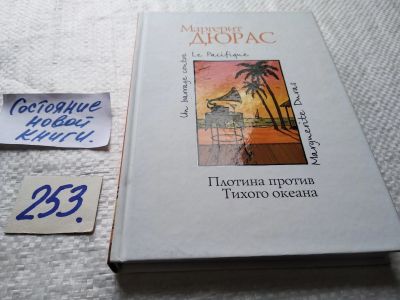 Маргерит
ДЮРАС
Un barrage contre
Le Pacifique
Marguerite Duras
Плотина против
Тихого океана
Состояние
новой
книги.
253.